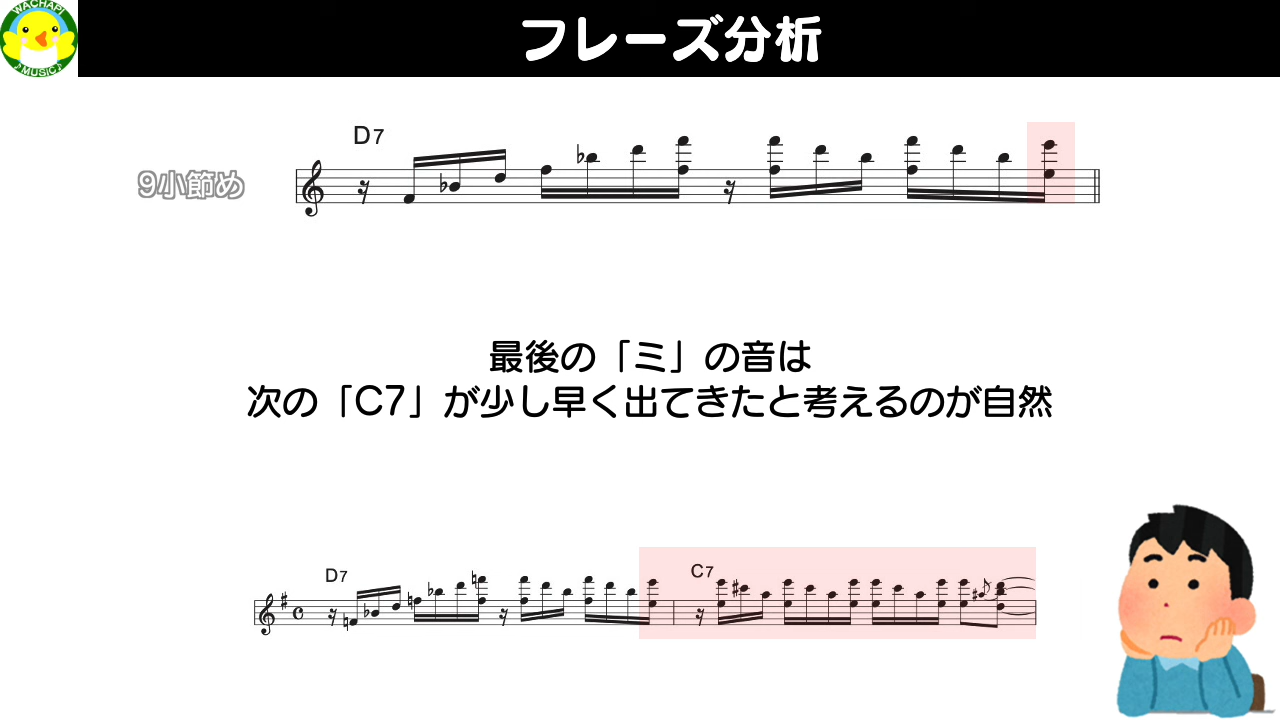 WACHAPI
♪MUSIC♪
フレーズ分析
D7
9小節め
最後の「ミ」の音は
次の「C7」が少し早く出てきたと考えるのが自然
D7
C7